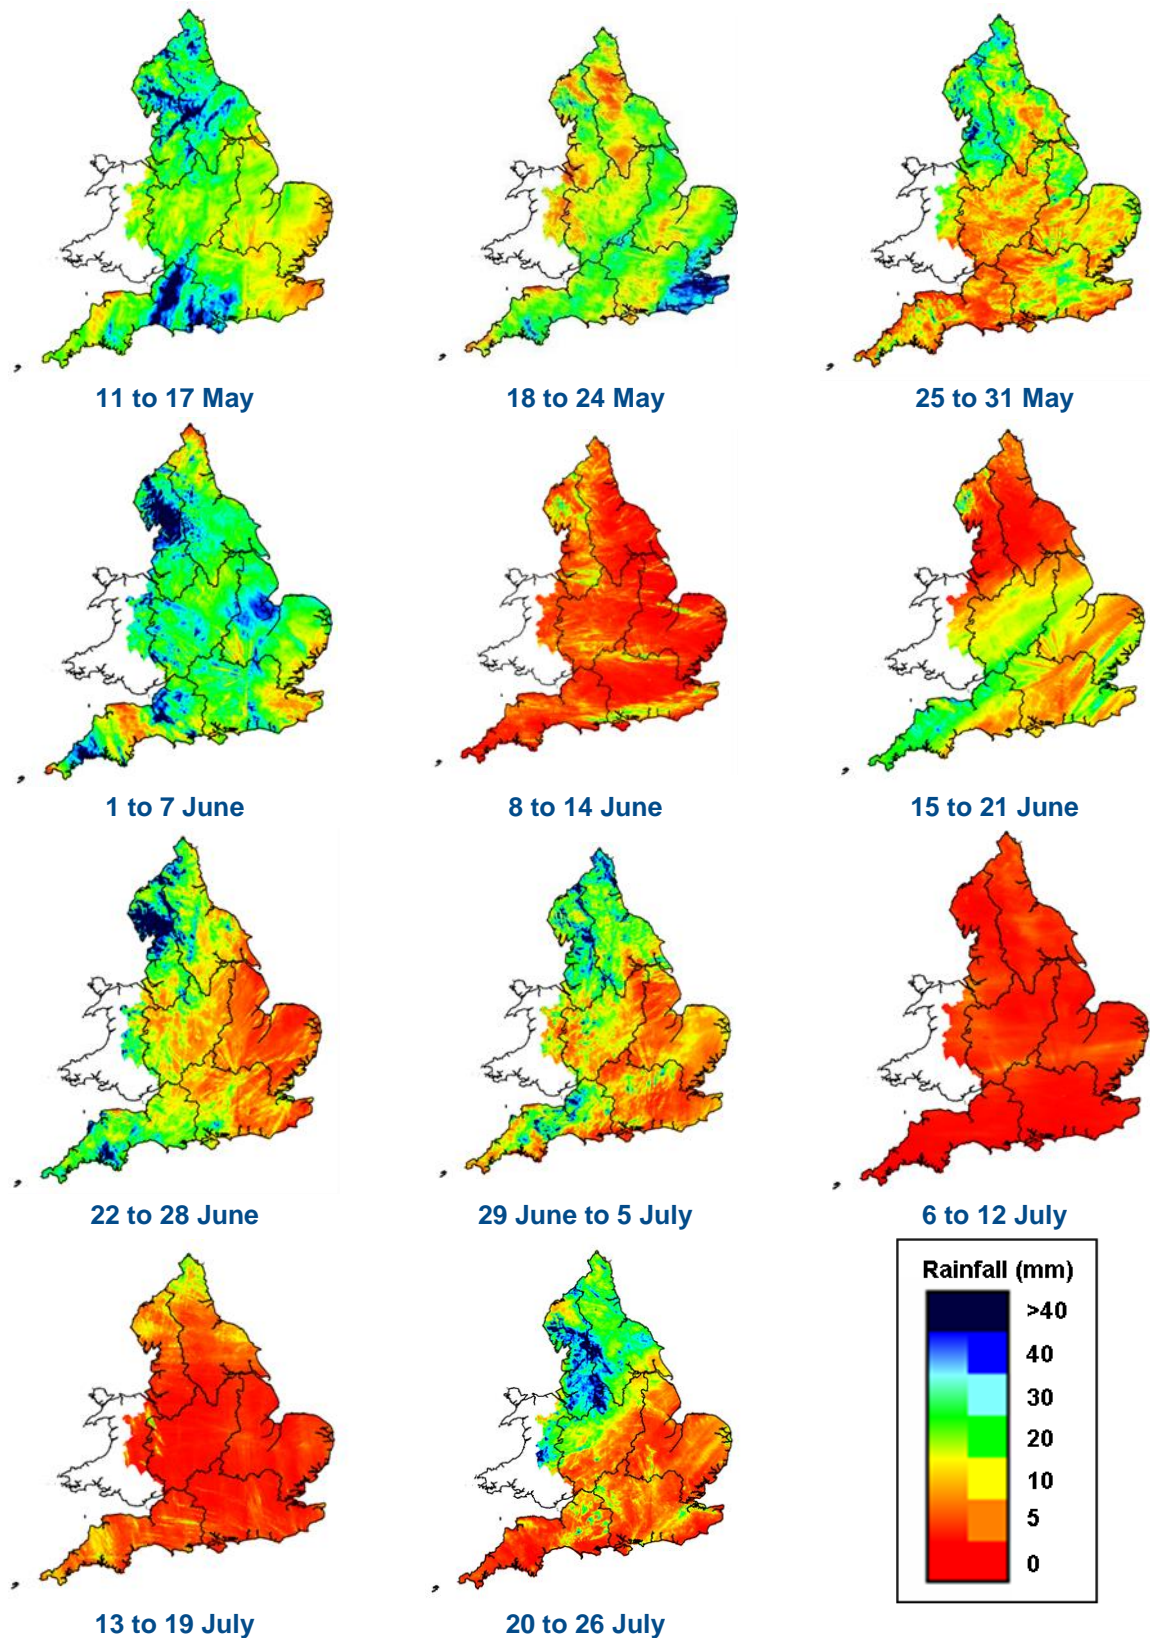 11 to 17 May
18 to 24 May
25 to 31 May
1 to 7 June
8 to 14 June
15 to 21 June
22 to 28 June
29 June to 5 July
6 to 12 July
Rainfall (mm)
>40
40
30
20
10
5
0
13 to 19 July
20 to 26 July